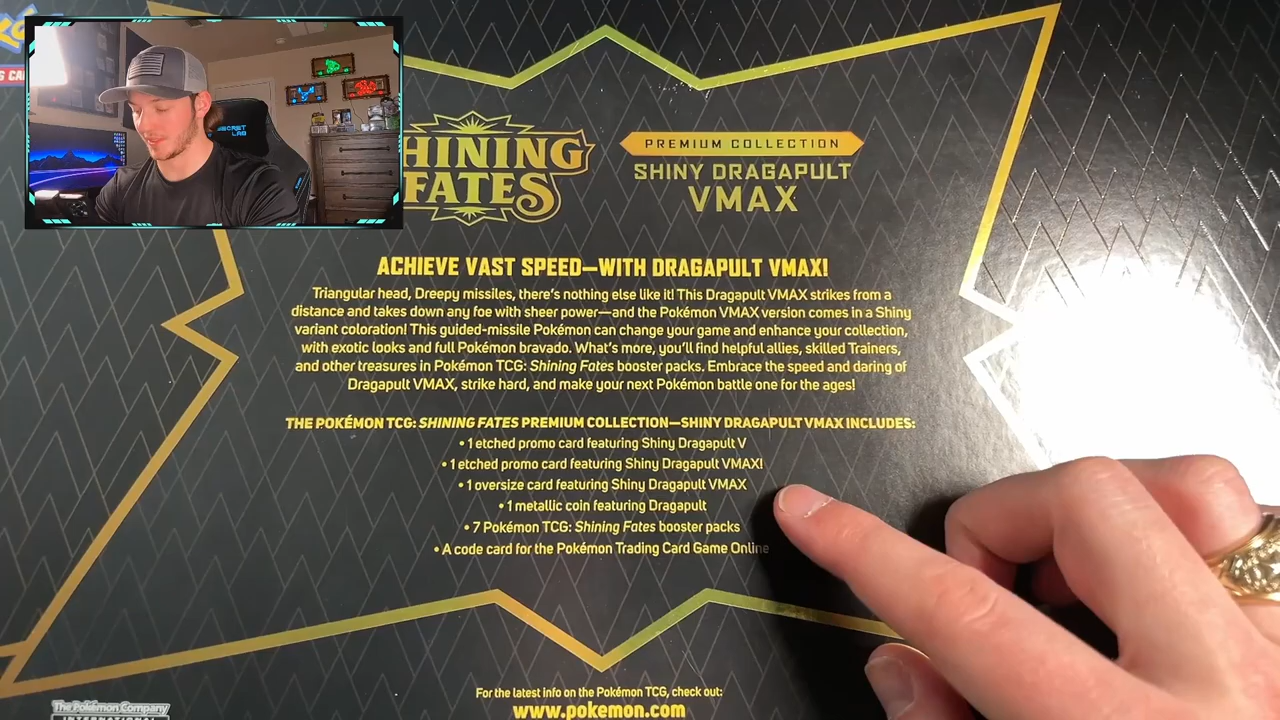 SECRET
LAB
HINING
FATES
PREMIUM COLLECTION
SHINY DRAGAPULT
VMAX
ACHIEVE VAST SPEED—WITH DRAGAPULT VMAX!
Triangular head, Dreepy missiles, there's nothing else like it! This Dragapult VMAX strikes from a
distance and takes down any foe with sheer power—and the Pokémon VMAX version comes in a Shiny
variant coloration! This guided-missile Pokémon can change your game and enhance your collection,
with exotic looks and full Pokémon bravado. What's more, you'll find helpful allies, skilled Trainers,
and other treasures in Pokémon TCG: Shining Fates booster packs. Embrace the speed and daring of
Dragapult VMAX, strike hard, and make your next Pokémon battle one for the ages!
THE POKÉMON TCG: SHINING FATES PREMIUM COLLECTION—SHINY DRAGAPULT VMAX INCLUDES:
• 1 etched promo card featuring Shiny Dragapult V
• 1 etched promo card featuring Shiny Dragapult VMAX!
• 1 oversize card featuring Shiny Dragapult VMAX
• 1 metallic coin featuring Dragapult
• 7 Pokémon TCG: Shining Fates booster packs
• A code card for the Pokémon Trading Card Game Online
For the latest info on the Pokémon TCG, check out:
www.pokemon.com
The Pokémon Company
INTERNATIONAL